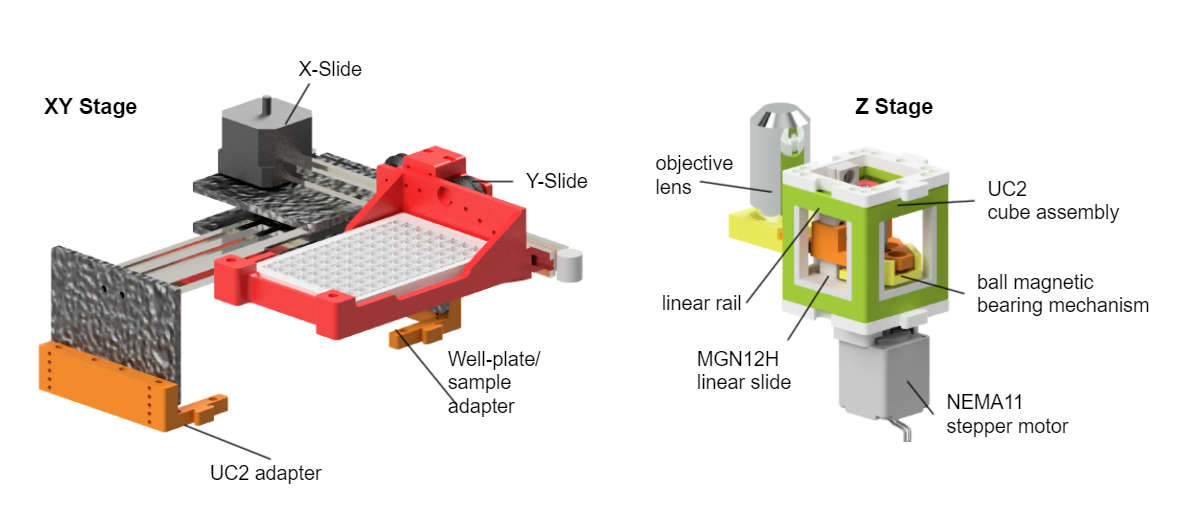 X-Slide
XY Stage
Y-Slide
Well-plate/
sample
adapter
UC2 adapter
Z Stage
objective
lens
UC2
cube assembly
linear rail
ball magnetic
bearing mechanism
MGN12H
linear slide
NEMA11
stepper motor